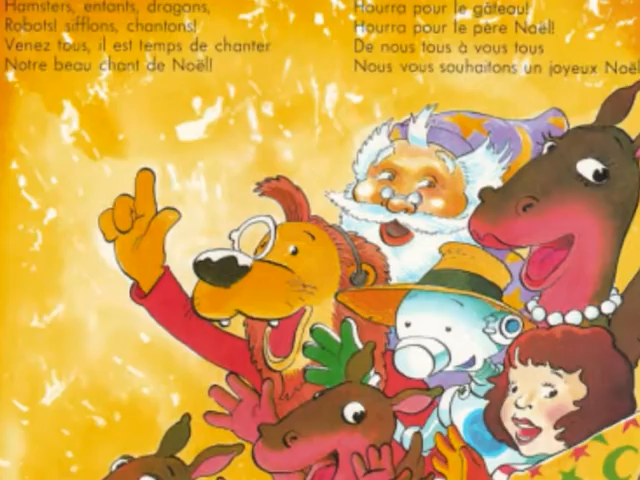 Hamsters, enfants, dragons,
Robots! sifflons, chantons!
Venez tous, il est temps de chanter
Notre beau chant de Noël!
Hourra pour le gâteau!
Hourra pour le père Noël!
De nous tous à vous tous
Nous vous souhaitons un joyeux Noël